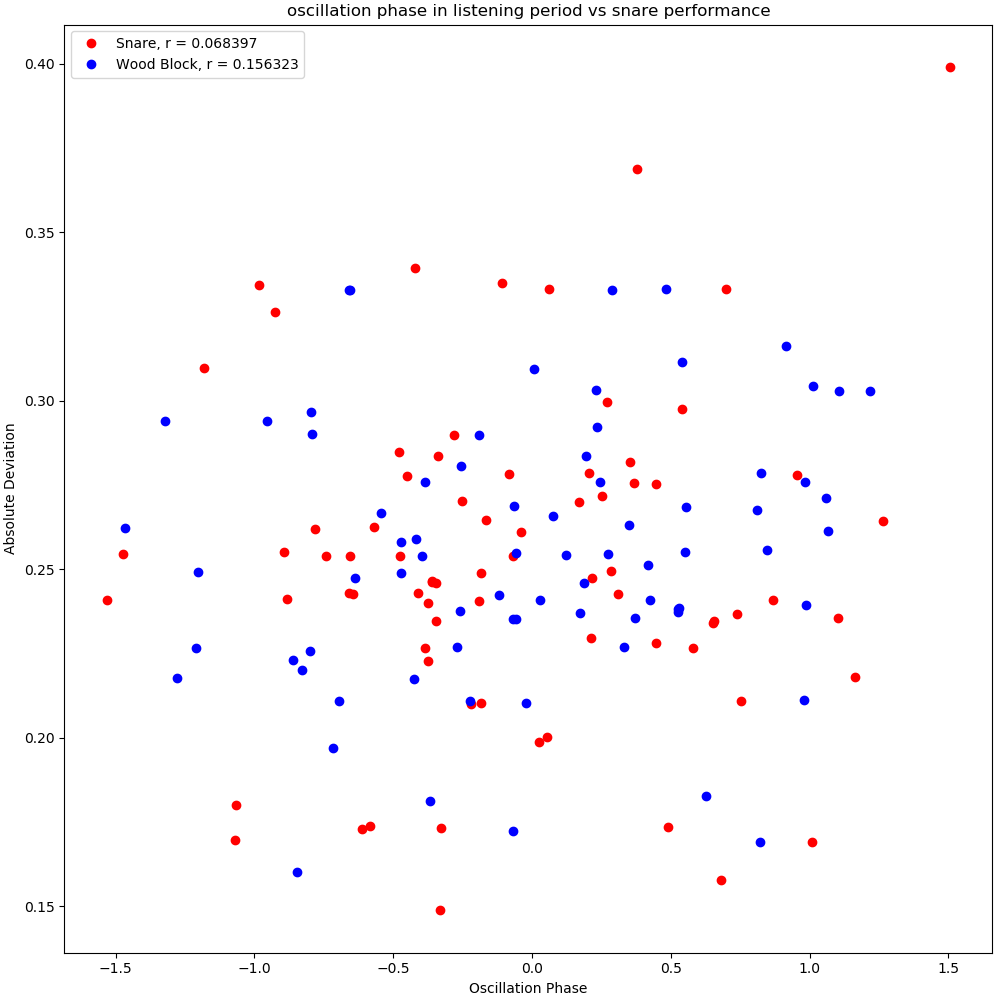 oscillation phase in listening period vs snare performance
Snare, r = 0.068397
Wood Block, r = 0.156323
Absolute Deviation
0.40
0.35
0.30
0.25
0.20
0.15
−1.5 −1.0 −0.5 0.0 0.5 1.0 1.5
Oscillation Phase